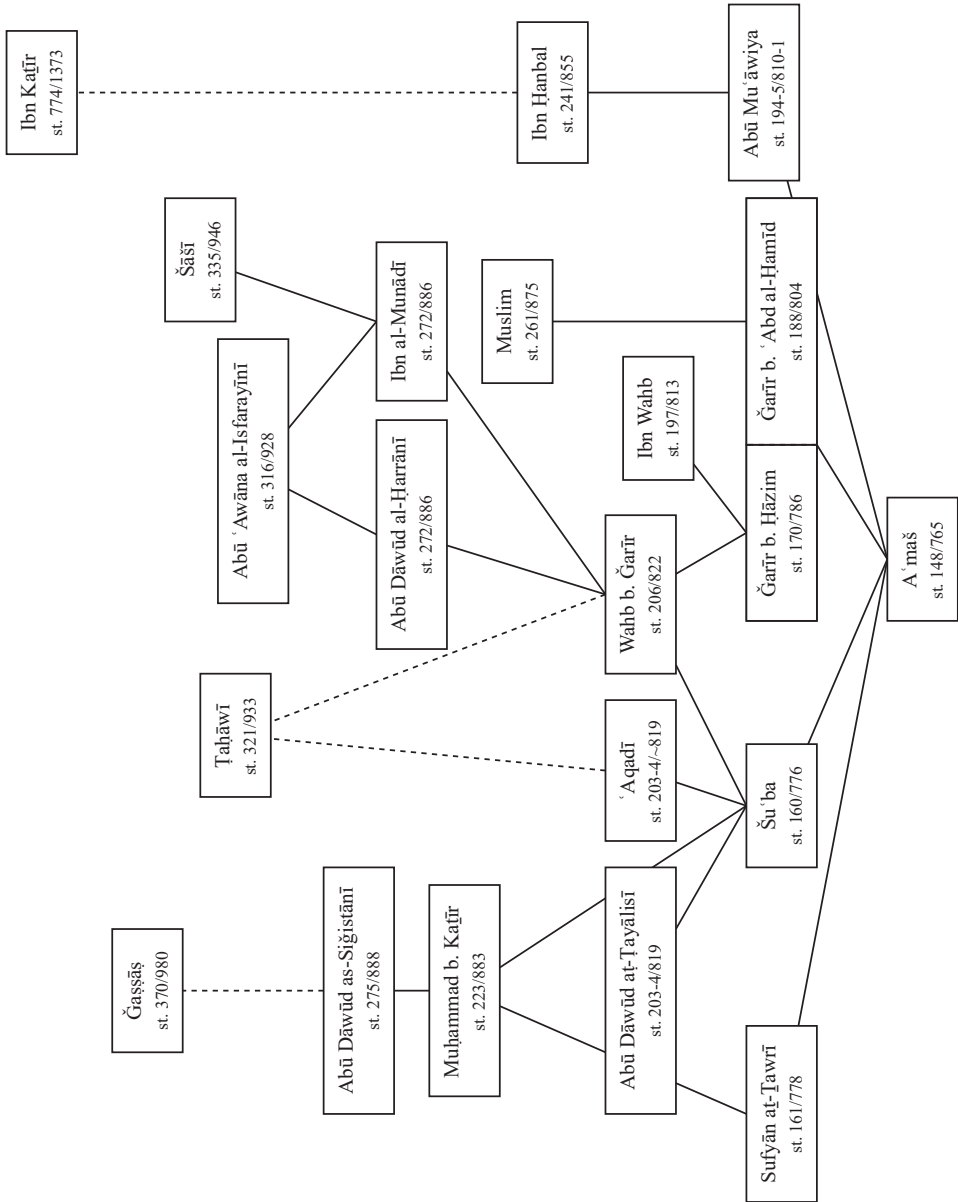 Ibn Kaṯīr
st. 774/1373
Ǧaṣṣāṣ
st. 370/980
Šāšī
st. 335/946
Ṭaḥāwī
st. 321/933
Abū ʿAwāna al-Isfarayīnī
st. 316/928
Abū Dāwūd as-Siǧistānī
st. 275/888
Abū Dāwūd al-Ḥarrānī
st. 272/886
Ibn al-Munādī
st. 272/886
Muḥammad b. Kaṯīr
st. 223/883
Muslim
st. 261/875
Ibn Ḥanbal
st. 241/855
Abū Dāwūd aṭ-Ṭayālisī
st. 203-4/819
ʿAqadī
st. 203-4/~819
Wahb b. Ǧarīr
st. 206/822
Ibn Wahb
st. 197/813
Abū Muʿāwiya
st. 194-5/810-1
Sufyān aṯ-Ṯawrī
st. 161/778
Šuʿba
st. 160/776
Ǧarīr b. Ḥāzim
st. 170/786
Ǧarīr b. ʿAbd al-Ḥamīd
st. 188/804
Aʿmaš
st. 148/765